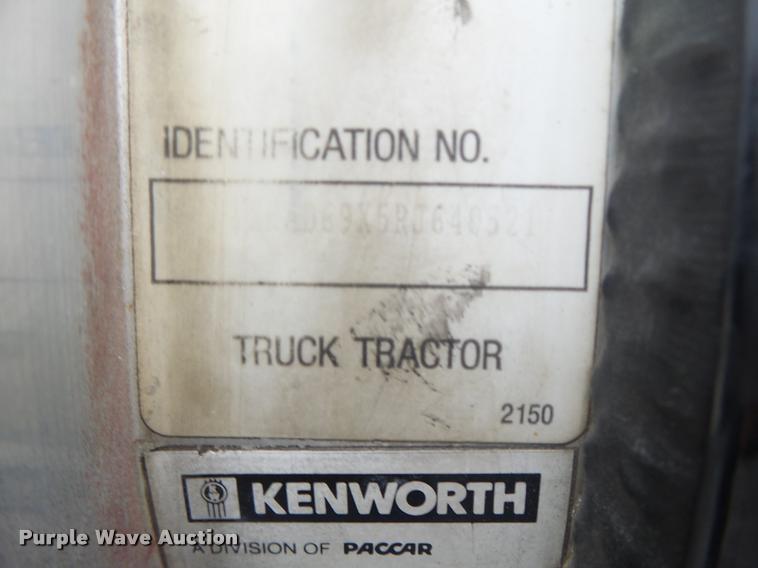 IDENTIFICATION NO.
TRUCK TRACTOR
2150
KENWORTH
A DIVISION OF PACCAR
Purple Wave Auction